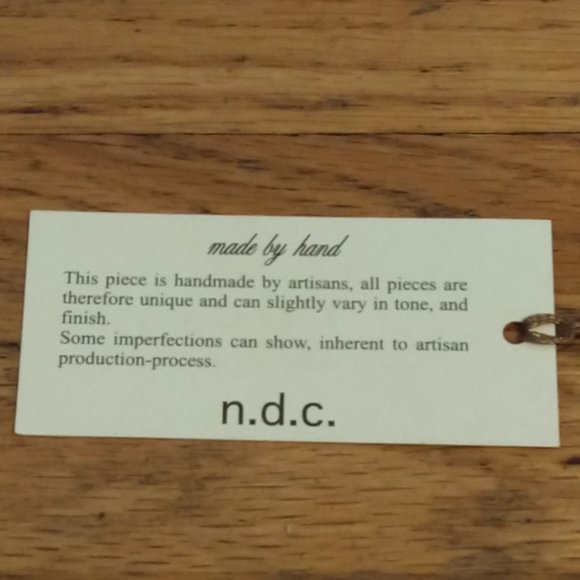 made by hand
This piece is handmade by artisans, all pieces are
therefore unique and can slightly vary in tone, and
finish.
Some imperfections can show, inherent to artisan
production-process.
n.d.c.